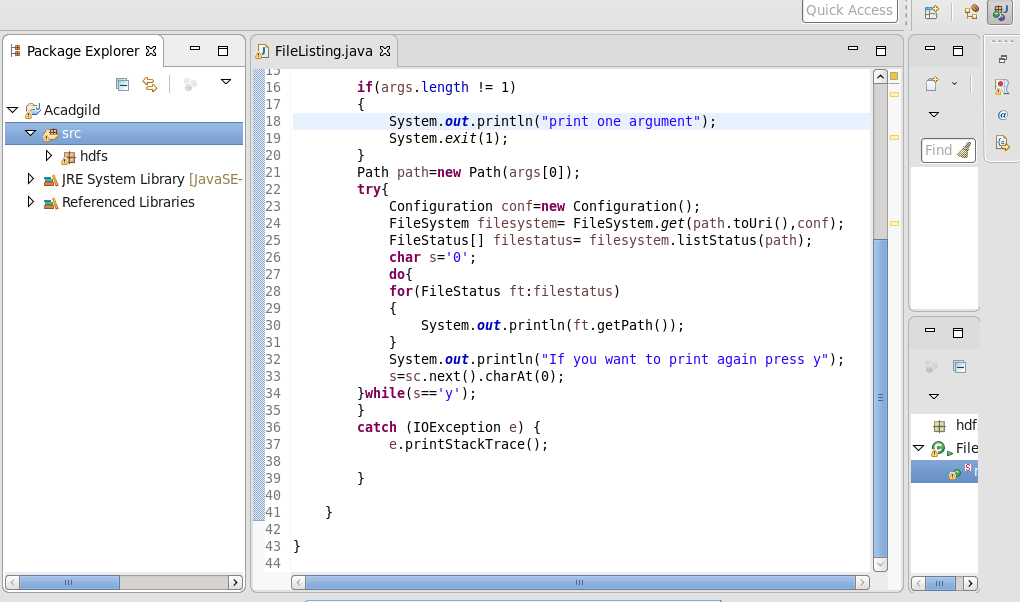 Quick Access
Package Explorer
FileListing.java
Acadgild
src
hdfs
JRE System Library [JavaSE-
Referenced Libraries
15
16 if(args.length != 1)
17 {
18 System.out.println("print one argument");
19 System.exit(1);
20 }
21 Path path=new Path(args[0]);
22 try{
23 Configuration conf=new Configuration();
24 FileSystem filesystem= FileSystem.get(path.toUri(),conf);
25 FileStatus[] filestatus= filesystem.listStatus(path);
26 char s='0';
27 do{
28 for(FileStatus ft:filestatus)
29 {
30 System.out.println(ft.getPath());
31 }
32 System.out.println("If you want to print again press y");
33 s=sc.next().charAt(0);
34 }while(s=='y');
35 }
36 catch (IOException e) {
37 e.printStackTrace();
38
39 }
40
41 }
42
43 }
44
Find
hdf
File